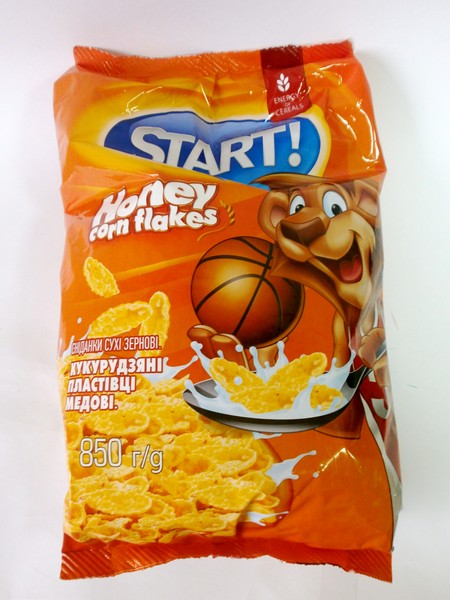 ENERGY
OF
CEREALS
START!
Honey
corn flakes
СНІДАНКИ СУХІ ЗЕРНОВІ.
КУКУРУДЗЯНІ
ПЛАСТІВЦІ
МЕДОВІ.
850 г/g